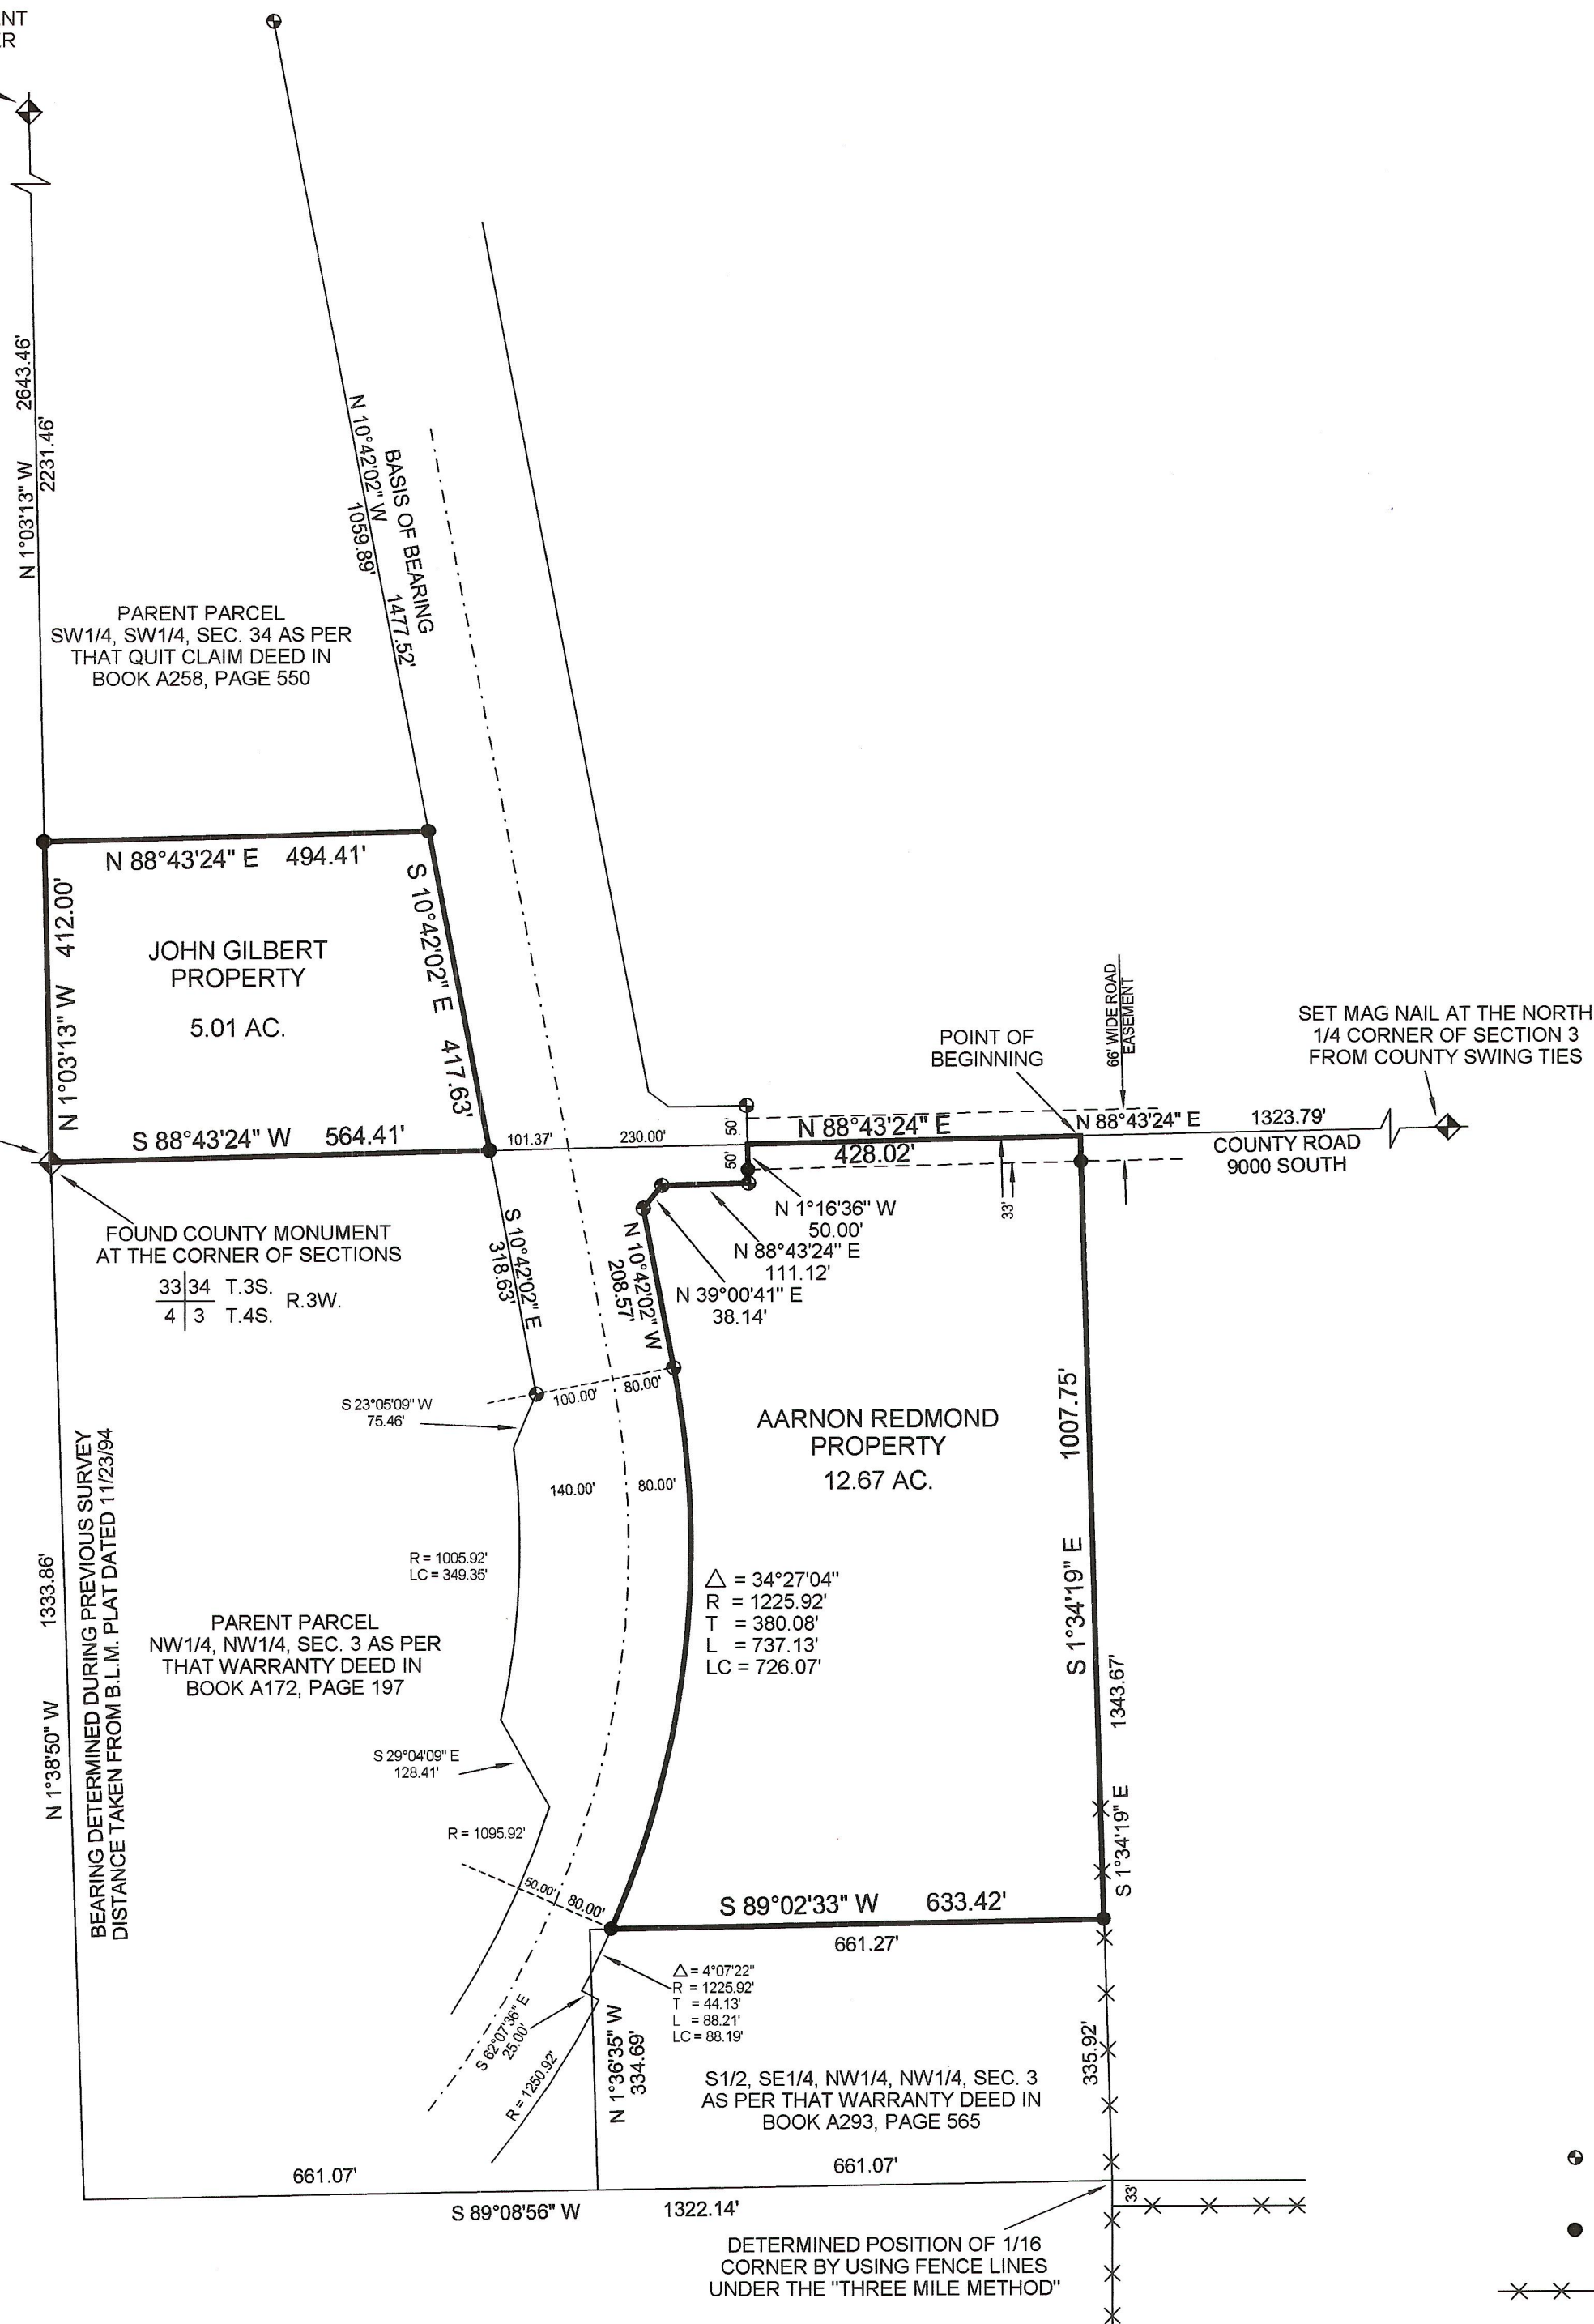 NT
ER
N 1°03'13" W 2643.46'
2231.46'
N 10°42'02" W
1059.89'
BASIS OF BEARING
1477.52'
PARENT PARCEL
SW1/4, SW1/4, SEC. 34 AS PER
THAT QUIT CLAIM DEED IN
BOOK A258, PAGE 550
N 88°43'24" E 494.41'
N 1°03'13" W 412.00'
S 10°42'02" E 417.63'
JOHN GILBERT
PROPERTY
5.01 AC.
S 88°43'24" W 564.41'
101.37'
230.00'
50'
50'
N 88°43'24" E
428.02'
POINT OF
BEGINNING
66' WIDE ROAD
EASEMENT
SET MAG NAIL AT THE NORTH
1/4 CORNER OF SECTION 3
FROM COUNTY SWING TIES
N 88°43'24" E 1323.79'
COUNTY ROAD
9000 SOUTH
33'
N 1°16'36" W
50.00'
N 88°43'24" E
111.12'
N 39°00'41" E
38.14'
FOUND COUNTY MONUMENT
AT THE CORNER OF SECTIONS
33 34 T.3S.
R.3W.
4 3 T.4S.
S 10°42'02" E
318.63'
N 10°42'02" W
208.57'
100.00'
80.00'
S 23°05'09" W
75.46'
140.00'
80.00'
AARNON REDMOND
PROPERTY
12.67 AC.
1007.75'
S 1°34'19" E
R = 1005.92'
LC = 349.35'
△ = 34°27'04"
R = 1225.92'
T = 380.08'
L = 737.13'
LC = 726.07'
N 1°38'50" W 1333.86'
BEARING DETERMINED DURING PREVIOUS SURVEY
DISTANCE TAKEN FROM B.L.M. PLAT DATED 11/23/94
PARENT PARCEL
NW1/4, NW1/4, SEC. 3 AS PER
THAT WARRANTY DEED IN
BOOK A172, PAGE 197
S 29°04'09" E
128.41'
R = 1095.92'
50.00'
80.00'
S 1°34'19" E 1343.67'
S 89°02'33" W 633.42'
661.27'
△ = 4°07'22"
R = 1225.92'
T = 44.13'
L = 88.21'
LC = 88.19'
S 62°07'36" E
25.00'
R = 1250.92'
N 1°36'35" W
334.69'
335.92'
S1/2, SE1/4, NW1/4, NW1/4, SEC. 3
AS PER THAT WARRANTY DEED IN
BOOK A293, PAGE 565
661.07'
661.07'
S 89°08'56" W 1322.14'
33'
DETERMINED POSITION OF 1/16
CORNER BY USING FENCE LINES
UNDER THE "THREE MILE METHOD"